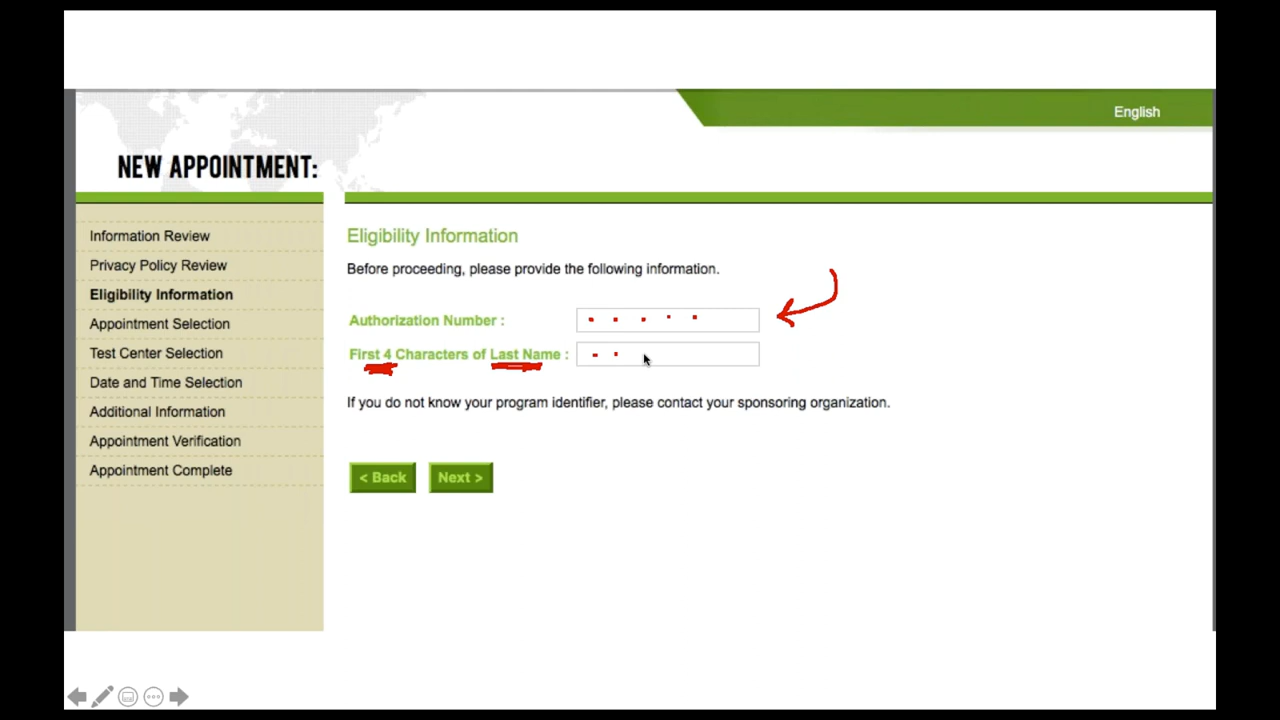 English
NEW APPOINTMENT:
Information Review
Privacy Policy Review
Eligibility Information
Appointment Selection
Test Center Selection
Date and Time Selection
Additional Information
Appointment Verification
Appointment Complete
Eligibility Information
Before proceeding, please provide the following information.
Authorization Number :
First 4 Characters of Last Name :
If you do not know your program identifier, please contact your sponsoring organization.
< Back Next >